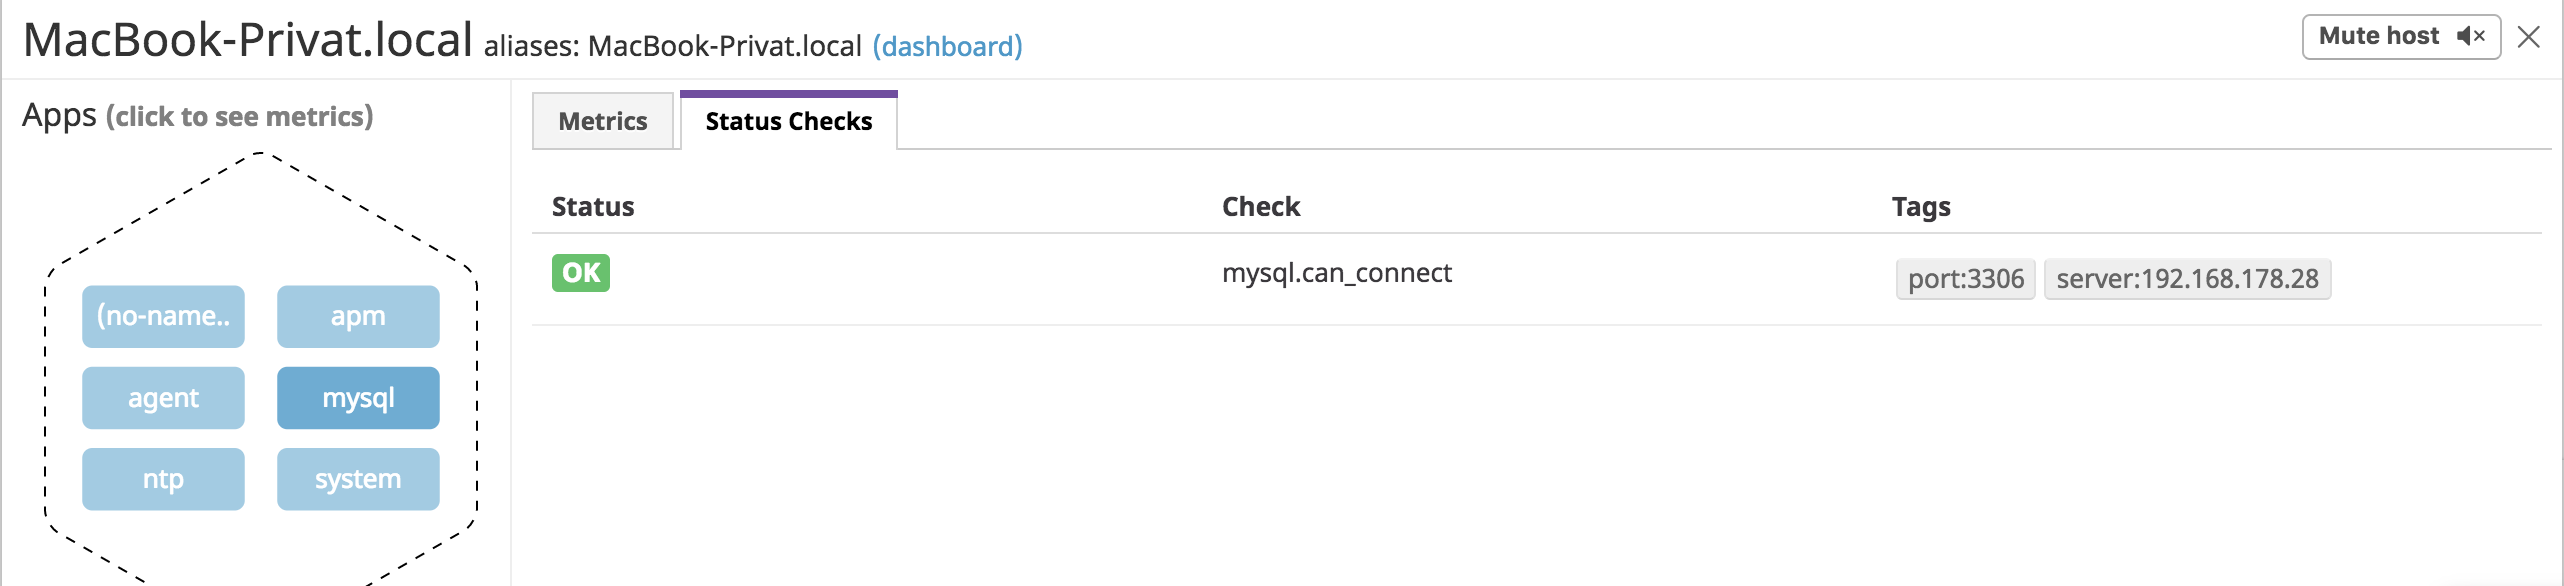 MacBook-Privat.local aliases: MacBook-Privat.local (dashboard)
Mute host
Apps (click to see metrics)
Metrics
Status Checks
Status
Check
Tags
OK
mysql.can_connect
port:3306
server:192.168.178.28
(no-name..
apm
agent
mysql
ntp
system